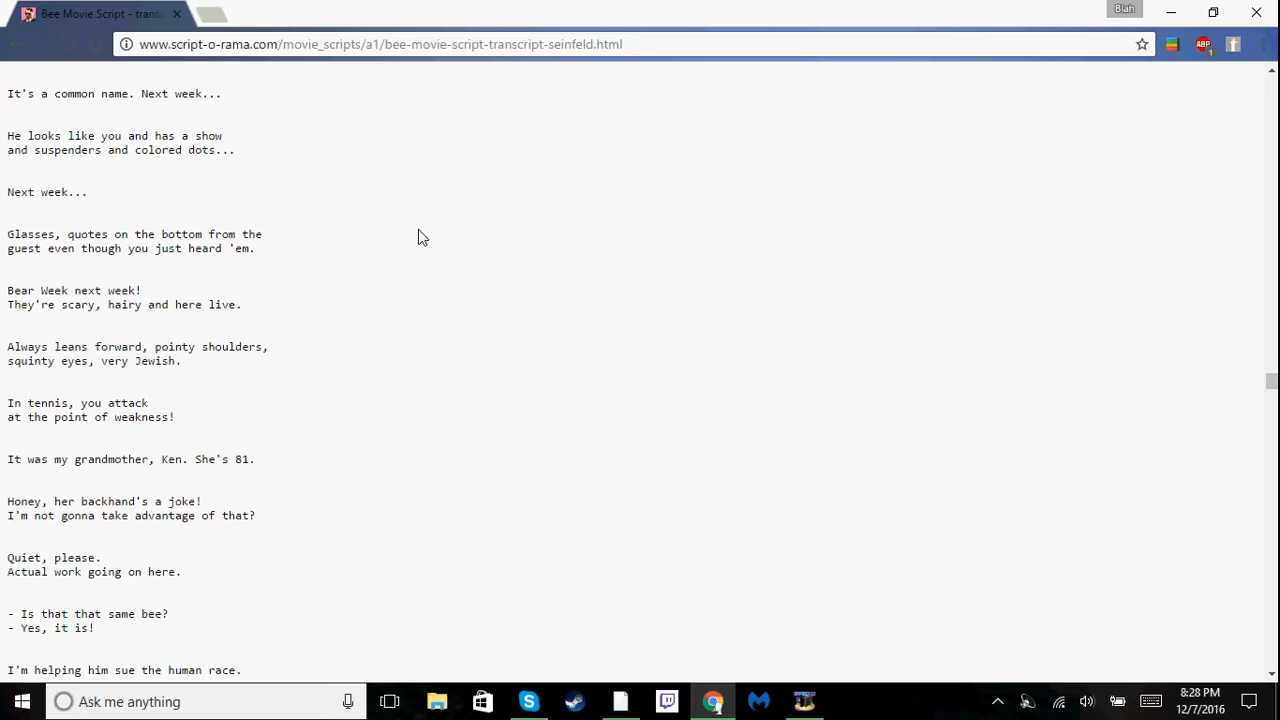 Bee Movie Script - trans
Blah
www.script-o-rama.com/movie_scripts/a1/bee-movie-script-transcript-seinfeld.html
ABP
1
It's a common name. Next week...
He looks like you and has a show
and suspenders and colored dots...
Next week...
Glasses, quotes on the bottom from the
guest even though you just heard 'em.
Bear Week next week!
They're scary, hairy and here live.
Always leans forward, pointy shoulders,
squinty eyes, very Jewish.
In tennis, you attack
at the point of weakness!
It was my grandmother, Ken. She's 81.
Honey, her backhand's a joke!
I'm not gonna take advantage of that?
Quiet, please.
Actual work going on here.
- Is that that same bee?
- Yes, it is!
I'm helping him sue the human race.
Ask me anything
8:28 PM
12/7/2016